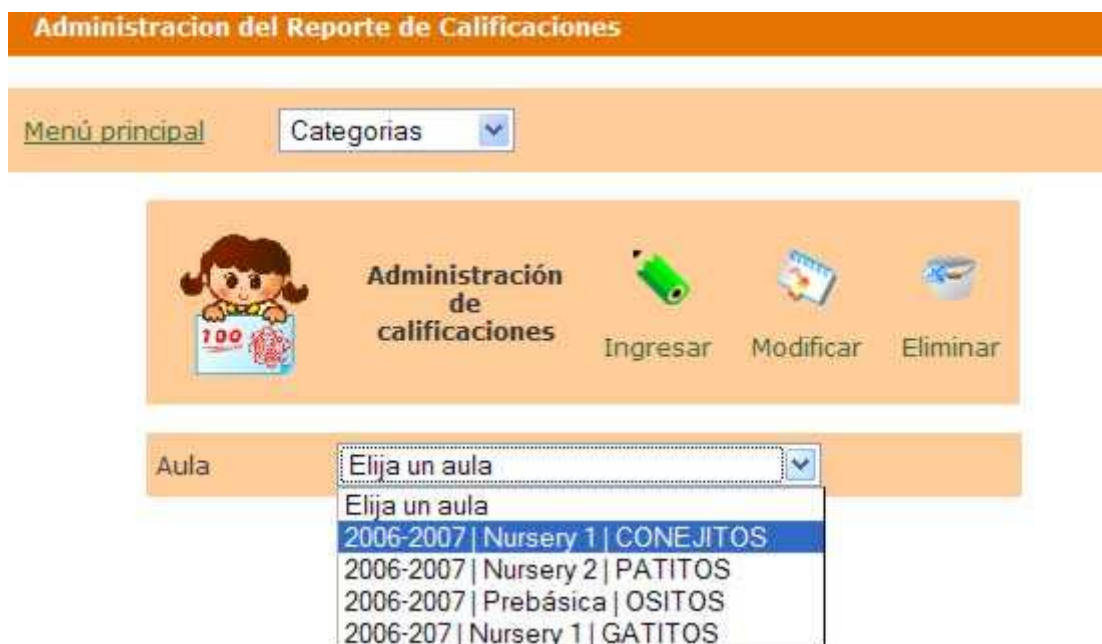 Administracion del Reporte de Calificaciones
Menú principal
Categorias
Administración
de
calificaciones
Ingresar
Modificar
Eliminar
100
Aula
Elija un aula
Elija un aula
2006-2007 | Nursery 1 | CONEJITOS
2006-2007 | Nursery 2 | PATITOS
2006-2007 | Prebásica | OSITOS
2006-207 | Nursery 1 | GATITOS